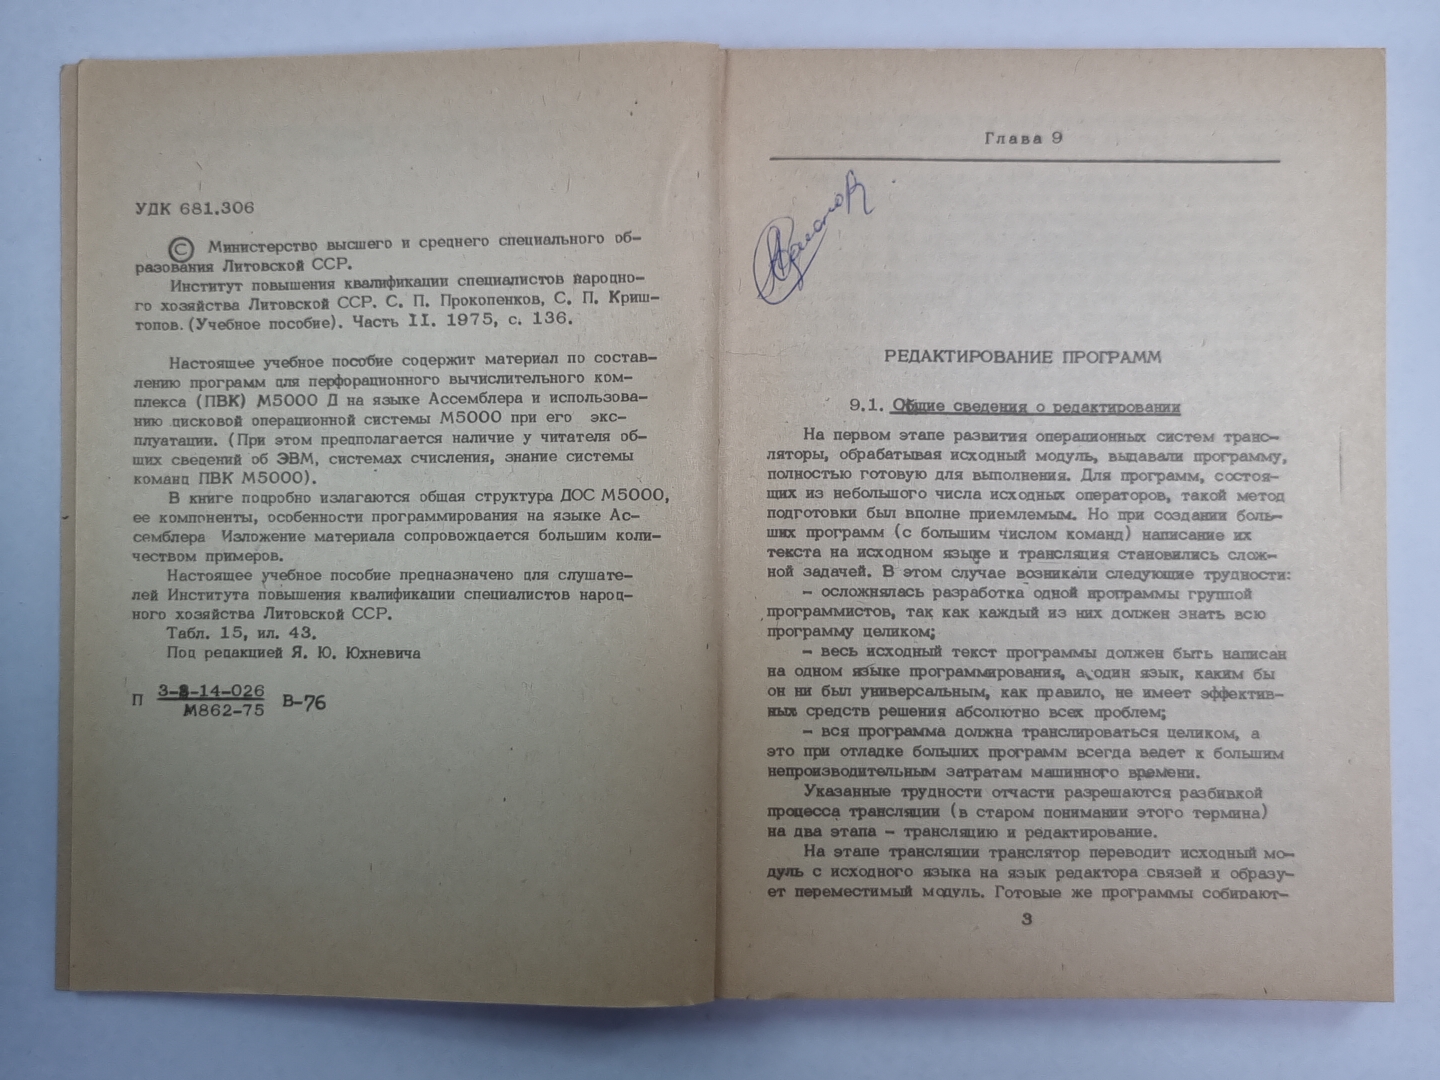 УДК 681.306
© Министерство высшего и среднего специального об-
разования Литовской ССР.
Институт повышения квалификации специалистов народно-
го хозяйства Литовской ССР. С. П. Прокопенков, С. П. Криш-
топов. (Учебное пособие). Часть II. 1975, с. 136.
Настоящее учебное пособие содержит материал по состав-
лению программ для перфорационного вычислительного ком-
плекса (ПВК) М5000 Д на языке Ассемблера и использова-
нию дисковой операционной системы М5000 при его экс-
плуатации. (При этом предполагается наличие у читателя об-
щих сведений об ЭВМ, системах счисления, знание системы
команд ПВК М5000).
В книге подробно излагаются общая структура ДОС М5000,
ее компоненты, особенности программирования на языке Ас-
семблера Изложение материала сопровождается большим коли-
чеством примеров.
Настоящее учебное пособие предназначено для слушате-
лей Института повышения квалификации специалистов народ-
ного хозяйства Литовской ССР.
Табл. 15, ил. 43.
Под редакцией Я. Ю. Юхневича
П 3-8-14-026 В-76
М862-75
Глава 9
РЕДАКТИРОВАНИЕ ПРОГРАММ
9.1. Общие сведения о редактировании
На первом этапе развития операционных систем транс-
ляторы, обрабатывая исходный модуль, выдавали программу,
полностью готовую для выполнения. Для программ, состоя-
щих из небольшого числа исходных операторов, такой метод
подготовки был вполне приемлемым. Но при создании боль-
ших программ (с большим числом команд) написание их
текста на исходном языке и трансляция становились слож-
ной задачей. В этом случае возникали следующие трудности:
- осложнялась разработка одной программы группой
программистов, так как каждый из них должен знать всю
программу целиком;
- весь исходный текст программы должен быть написан
на одном языке программирования, а один язык, каким бы
он ни был универсальным, как правило, не имеет эффектив-
ных средств решения абсолютно всех проблем;
- вся программа должна транслироваться целиком, а
это при отладке больших программ всегда ведет к большим
непроизводительным затратам машинного времени.
Указанные трудности отчасти разрешаются разбивкой
процесса трансляции (в старом понимании этого термина)
на два этапа - трансляцию и редактирование.
На этапе трансляции транслятор переводит исходный мо-
дуль с исходного языка на язык редактора связей и образу-
ет переместимый модуль. Готовые же программы собирают-
3